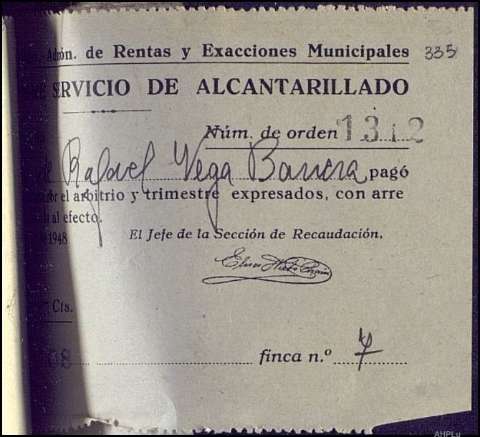 Admón. de Rentas y Exacciones Municipales 335
SERVICIO DE ALCANTARILLADO
Núm. de orden 1312
Rafael Vega Barrera pagó
el arbitrio y trimestre expresados, con arre
al efecto.
1948
El Jefe de la Sección de Recaudación,
Cts.
8 finca n.º 7
AHPLu